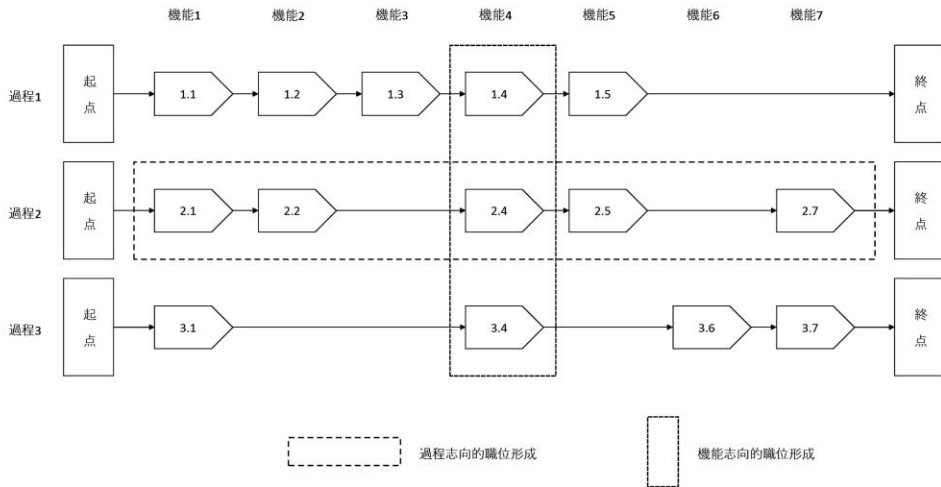 機能1 機能2 機能3 機能4 機能5 機能6 機能7
過程1 起点 1.1 1.2 1.3 1.4 1.5 終点
過程2 起点 2.1 2.2 2.4 2.5 2.7 終点
過程3 起点 3.1 3.4 3.6 3.7 終点
過程志向的職位形成 機能志向的職位形成